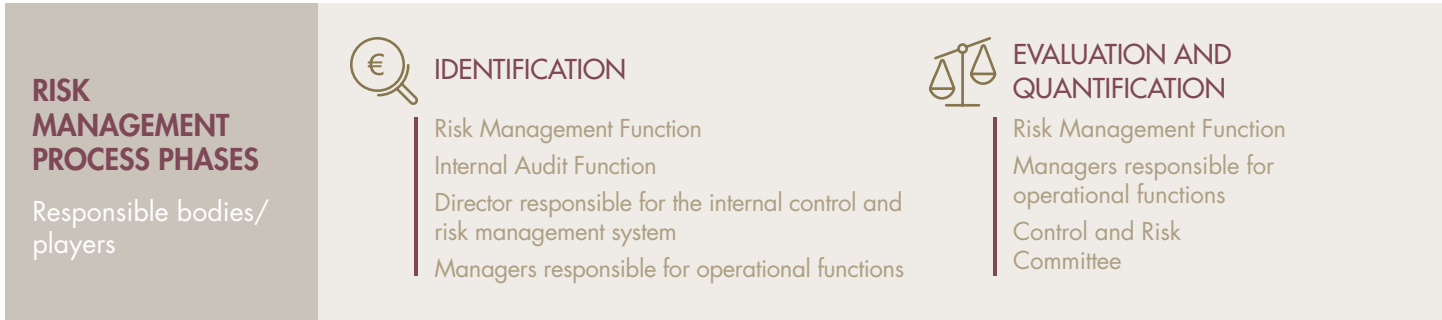 RISK
MANAGEMENT
PROCESS PHASES
Responsible bodies/
players
€
IDENTIFICATION
Risk Management Function
Internal Audit Function
Director responsible for the internal control and
risk management system
Managers responsible for operational functions
EVALUATION AND
QUANTIFICATION
Risk Management Function
Managers responsible for
operational functions
Control and Risk
Committee